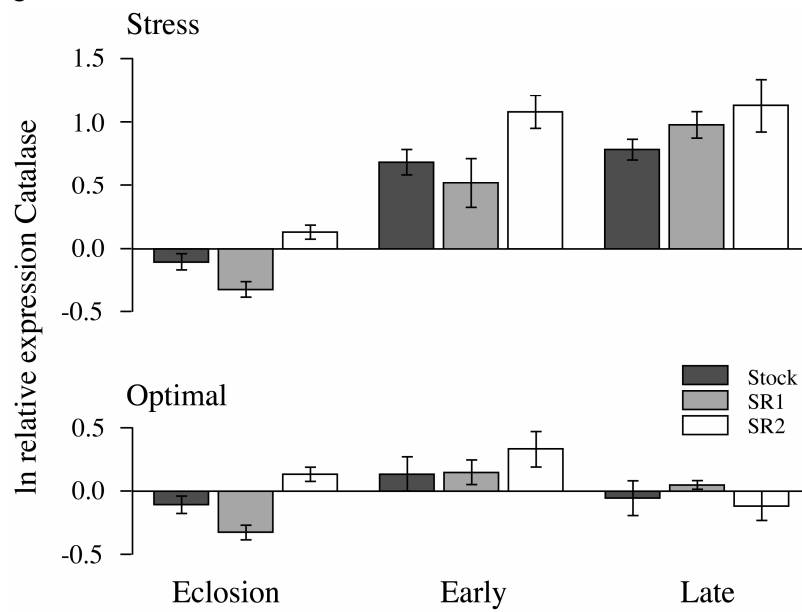 Stress
1.5
1.0
0.5
0.0
-0.5
ln relative expression Catalase
Optimal
Stock
SR1
SR2
0.5
0.0
-0.5
Eclosion Early Late